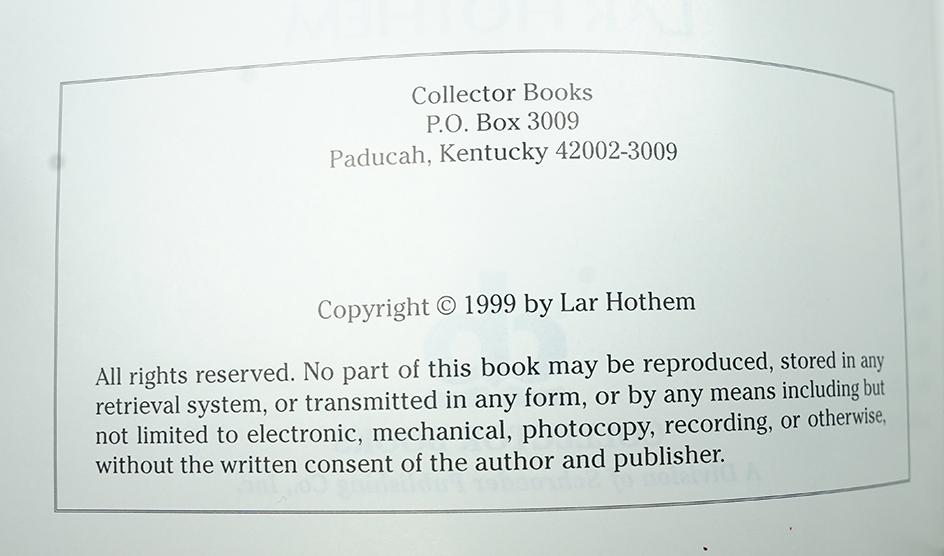 Collector Books
P.O. Box 3009
Paducah, Kentucky 42002-3009
Copyright © 1999 by Lar Hothem
All rights reserved. No part of this book may be reproduced, stored in any
retrieval system, or transmitted in any form, or by any means including but
not limited to electronic, mechanical, photocopy, recording, or otherwise,
without the written consent of the author and publisher.